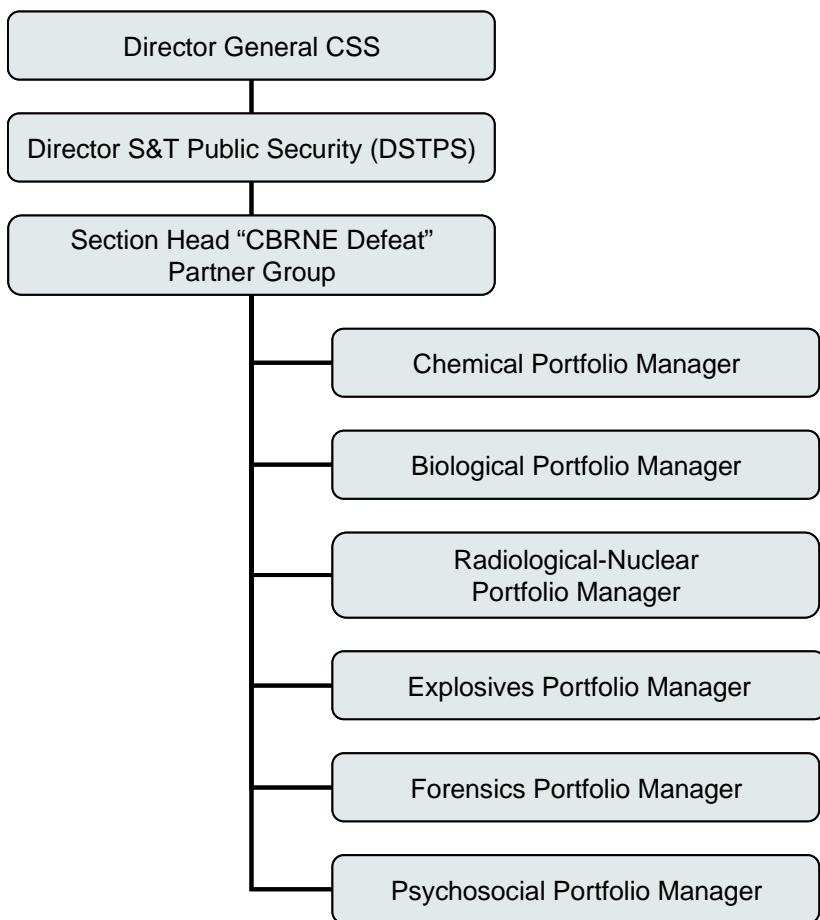 Director General CSS
Director S&T Public Security (DSTPS)
Section Head “CBRNE Defeat”
Partner Group
Chemical Portfolio Manager
Biological Portfolio Manager
Radiological-Nuclear
Portfolio Manager
Explosives Portfolio Manager
Forensics Portfolio Manager
Psychosocial Portfolio Manager